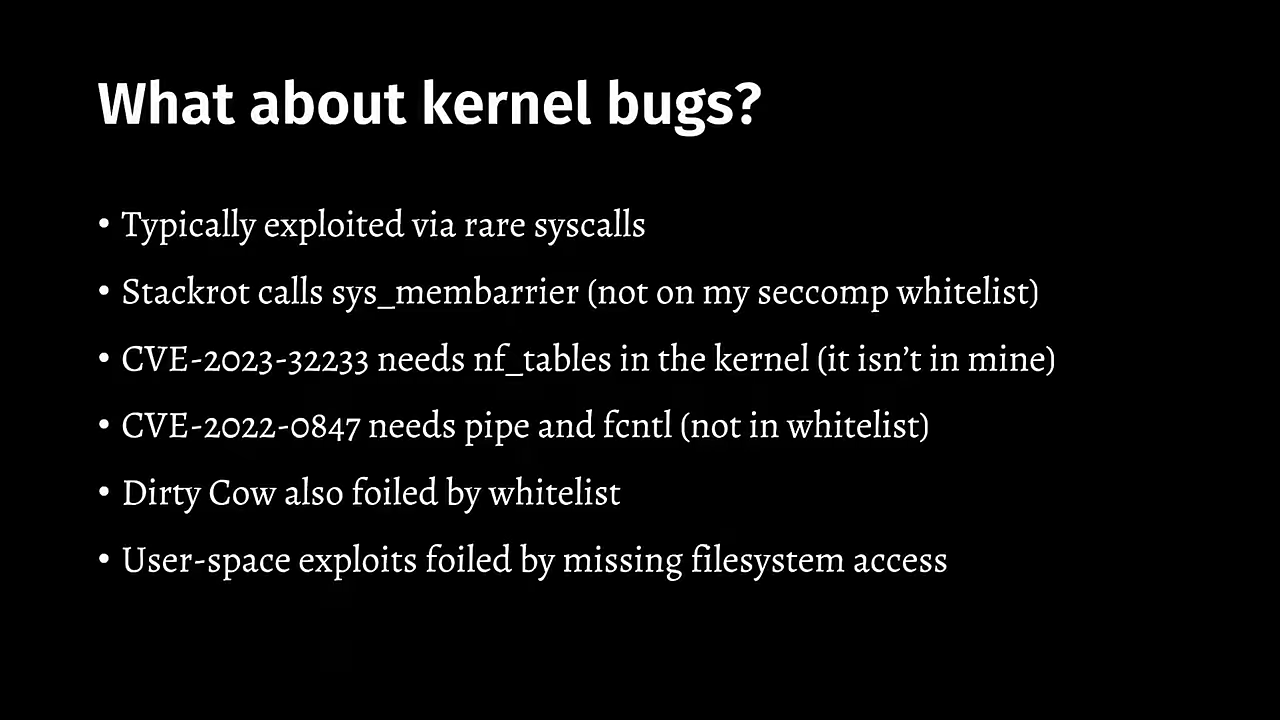 What about kernel bugs?
• Typically exploited via rare syscalls
• Stackrot calls sys_membarrier (not on my seccomp whitelist)
• CVE-2023-32233 needs nf_tables in the kernel (it isn’t in mine)
• CVE-2022-0847 needs pipe and fcntl (not in whitelist)
• Dirty Cow also foiled by whitelist
• User-space exploits foiled by missing filesystem access